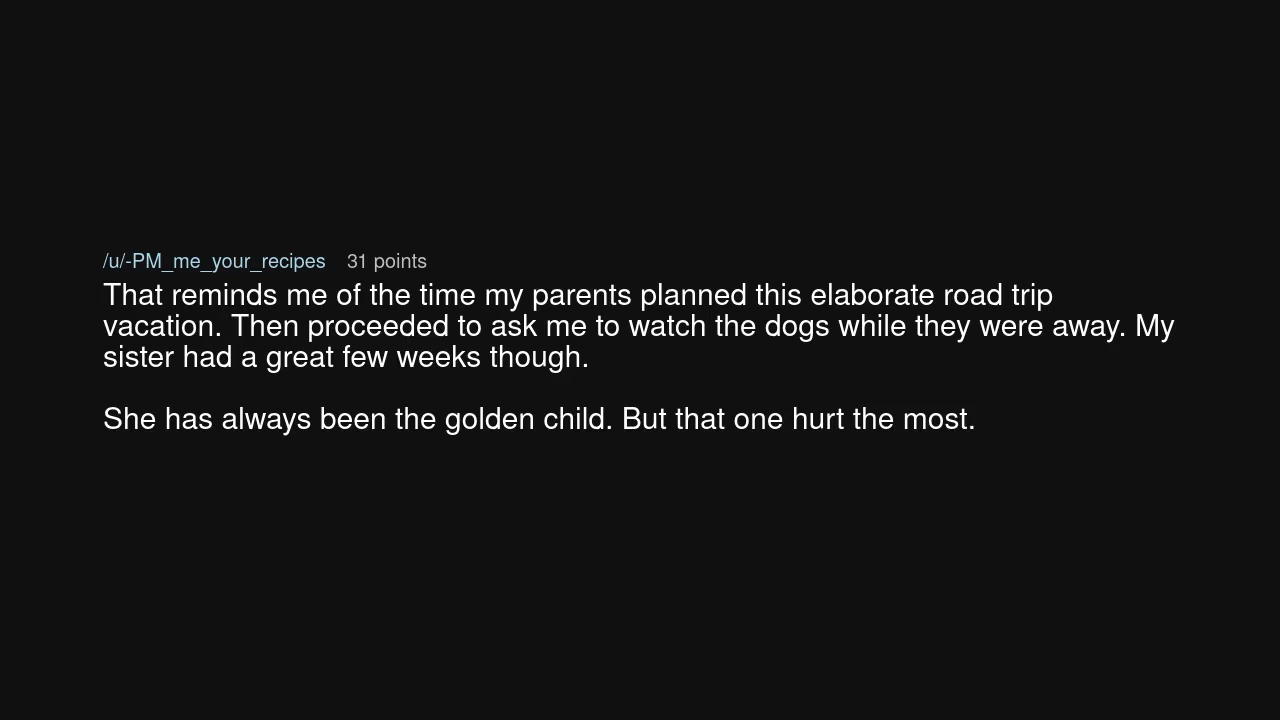 /u/-PM_me_your_recipes 31 points
That reminds me of the time my parents planned this elaborate road trip
vacation. Then proceeded to ask me to watch the dogs while they were away. My
sister had a great few weeks though.
She has always been the golden child. But that one hurt the most.